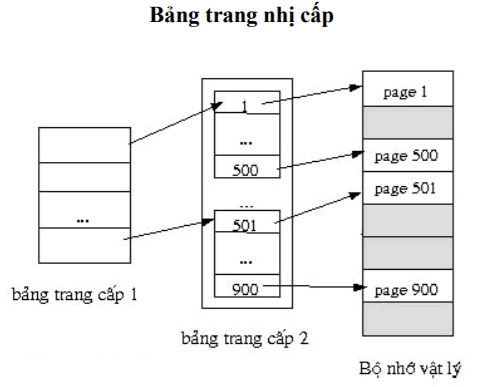 Bảng trang nhị cấp
...
bảng trang cấp 1
1
...
500
...
501
...
900
bảng trang cấp 2
page 1
page 500
page 501
page 900
Bộ nhớ vật lý